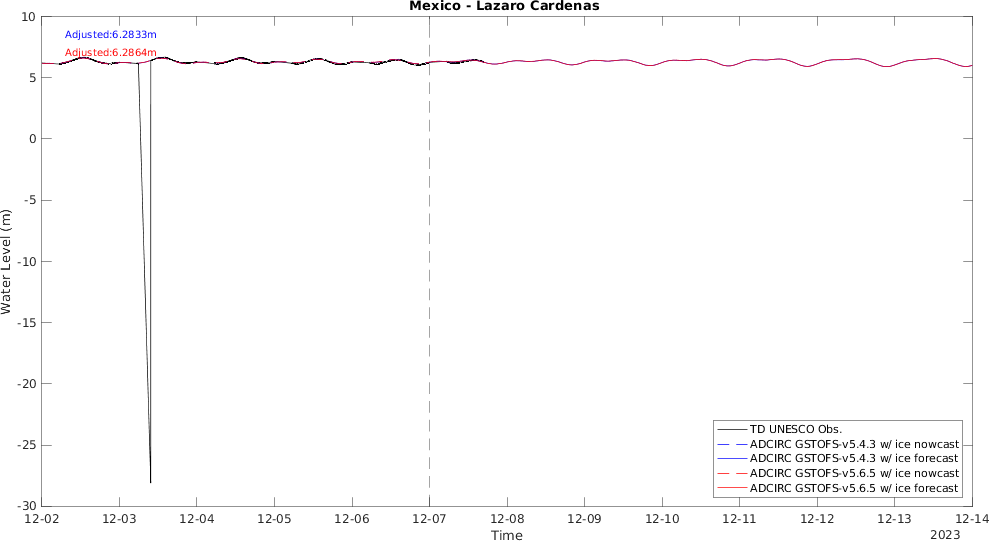 Mexico - Lazaro Cardenas
Adjusted:6.2833m
Adjusted:6.2864m
10
5
0
-5
-10
-15
-20
-25
-30
Water Level (m)
TD UNESCO Obs.
ADCIRC GSTOFS-v5.4.3 w/ ice nowcast
ADCIRC GSTOFS-v5.4.3 w/ ice forecast
ADCIRC GSTOFS-v5.6.5 w/ ice nowcast
ADCIRC GSTOFS-v5.6.5 w/ ice forecast
12-02 12-03 12-04 12-05 12-06 12-07 12-08 12-09 12-10 12-11 12-12 12-13 12-14
Time
2023